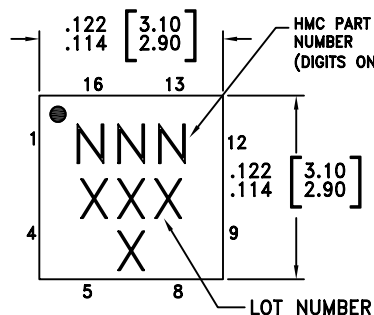 .122 [3.10]
.114 [2.90]
HMC PART
NUMBER
(DIGITS ON
16 13
1 NNN 12
XXX
.122 [3.10]
.114 [2.90]
4 X 9
5 8
LOT NUMBER